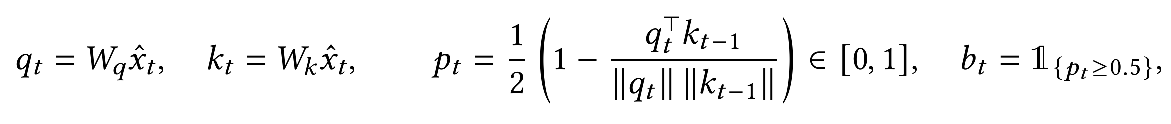 $q_t = W_q \hat{x}_t, \quad k_t = W_k \hat{x}_t, \qquad p_t = \frac{1}{2} \left( 1 - \frac{q_t^\top k_{t-1}}{\|q_t\| \, \|k_{t-1}\|} \right) \in [0, 1], \quad b_t = \mathbb{1}_{\{p_t \geq 0.5\}},$